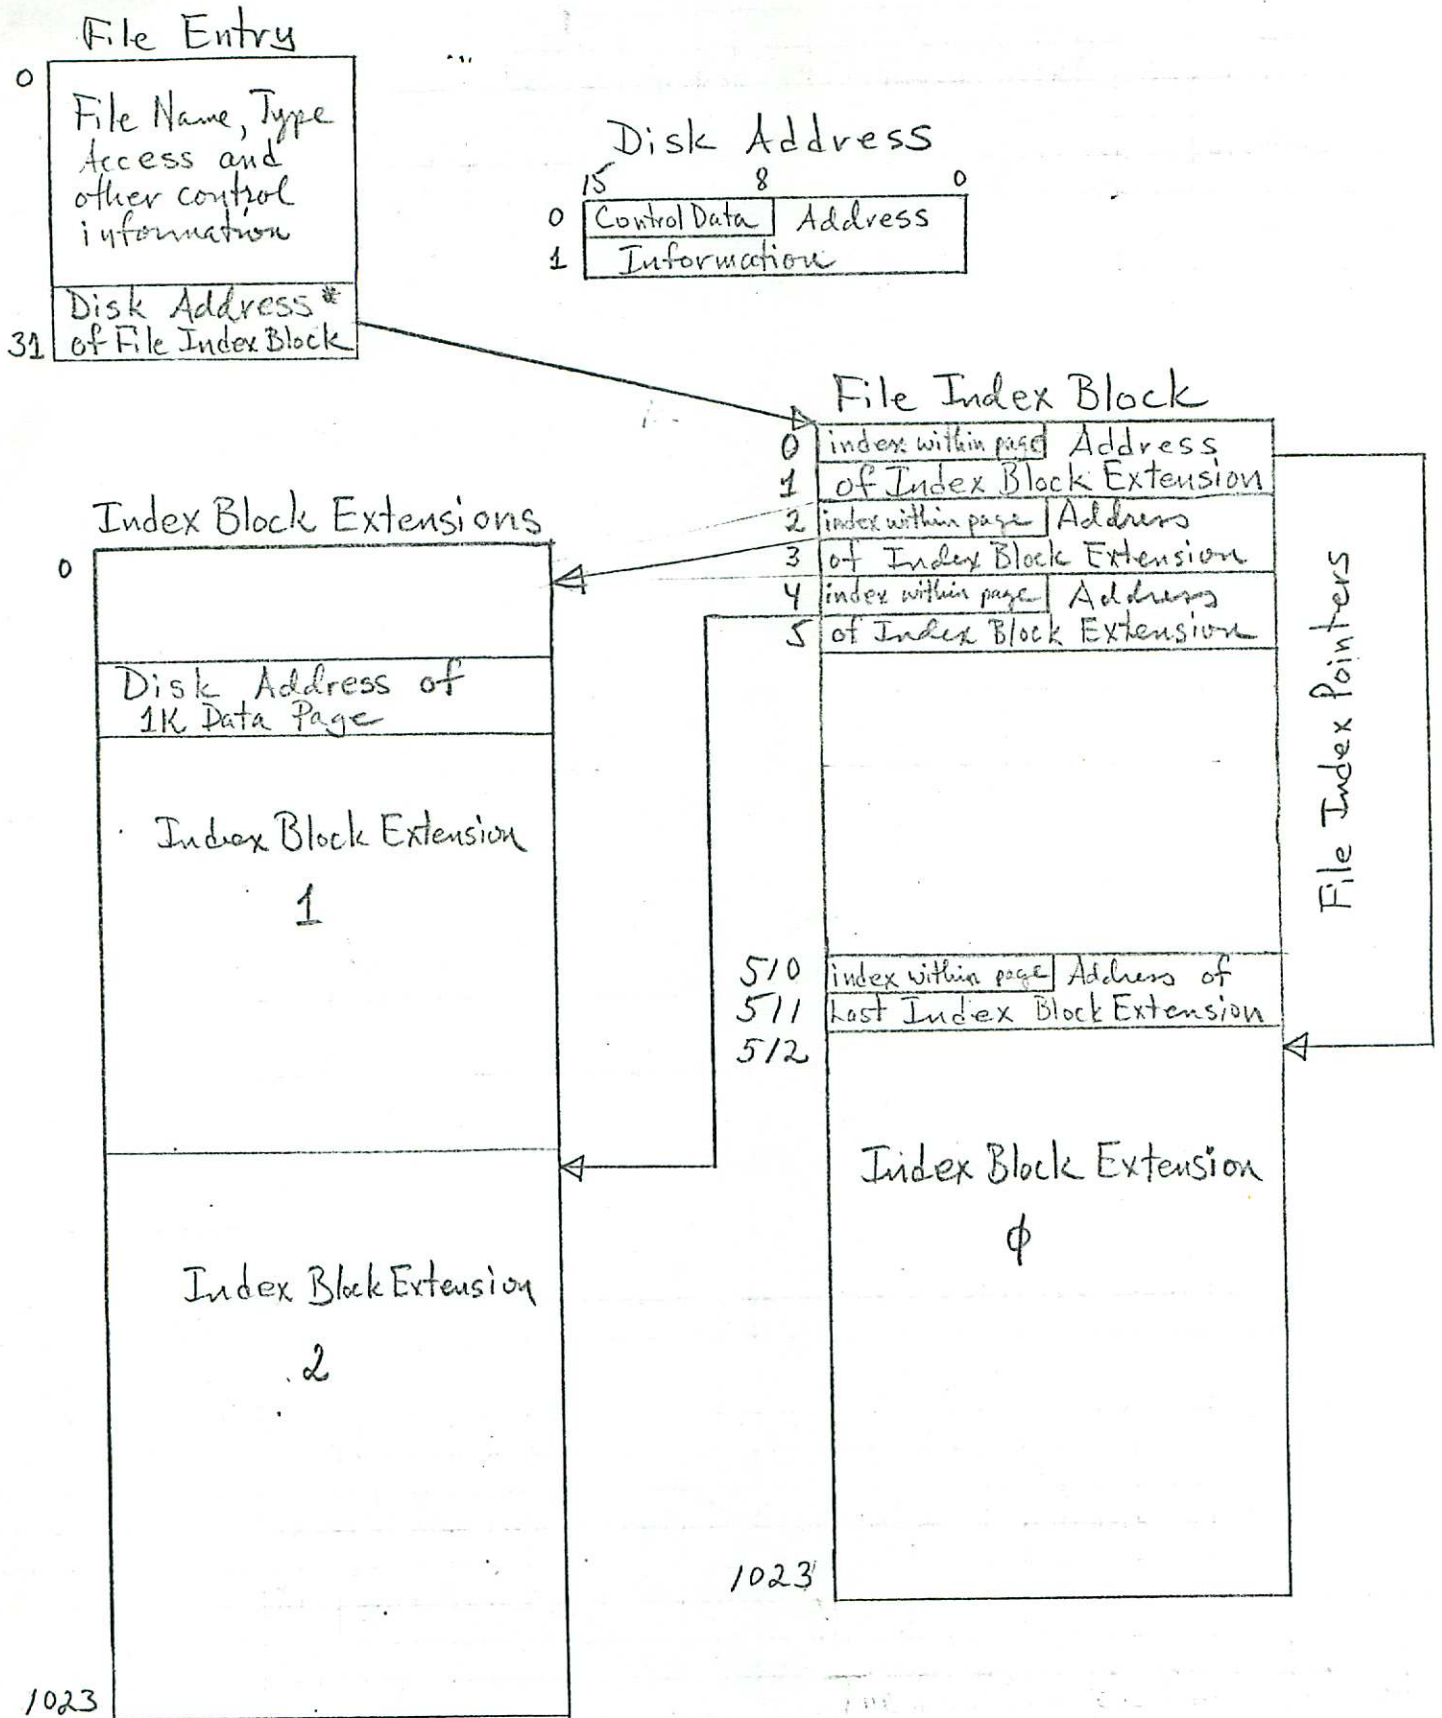 File Entry
0
File Name, Type
Access and
other control
information
Disk Address*
31 of File Index Block
Disk Address
15 8 0
0 Control Data Address
1 Information
File Index Block
0 index within page Address
1 of Index Block Extension
2 index within page Address
3 of Index Block Extension
4 index within page Address
5 of Index Block Extension
File Index Pointers
510 index within page Address of
511 Last Index Block Extension
512
Index Block Extension
ϕ
1023
Index Block Extensions
0
Disk Address of
1K Data Page
Index Block Extension
1
Index Block Extension
2
1023